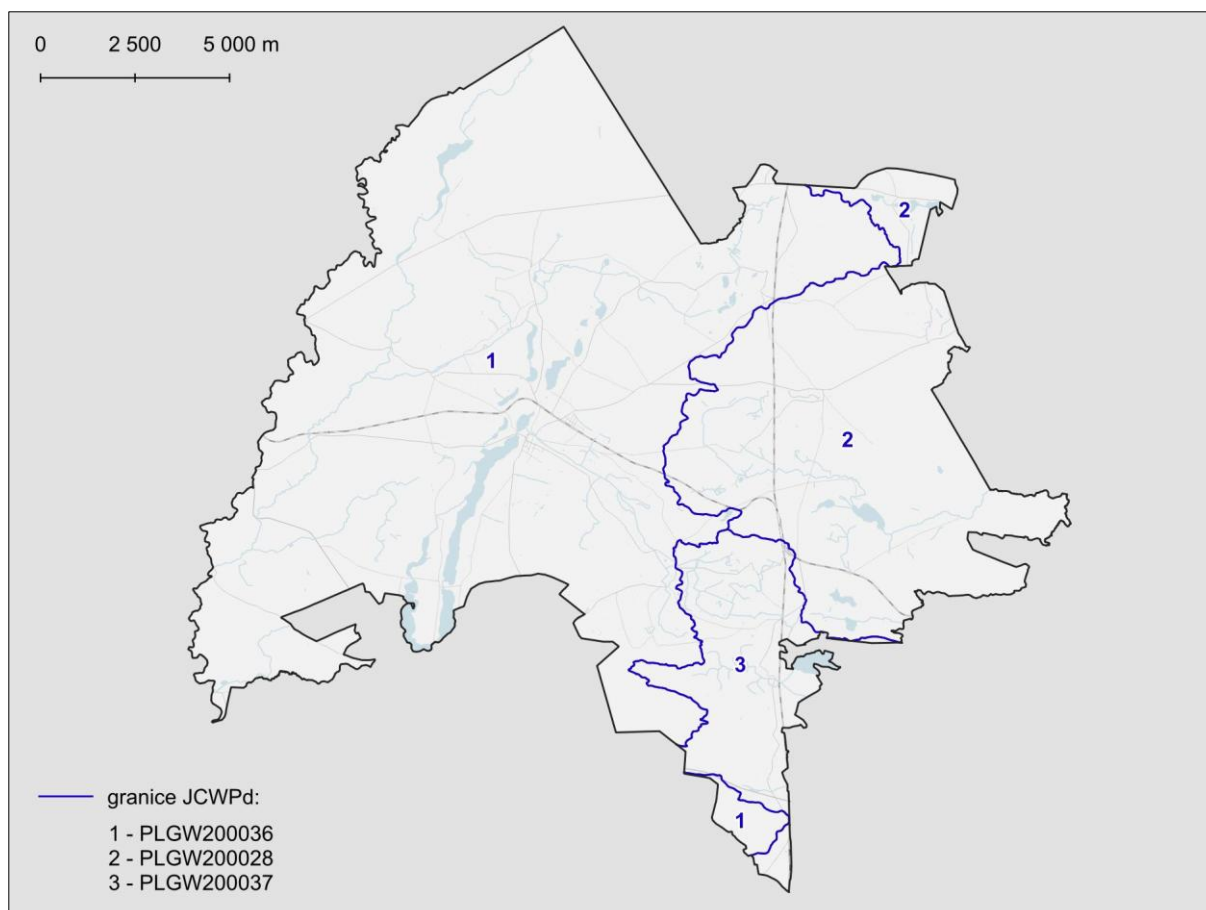 0 2 500 5 000 m
2
1
2
3
1
granice JCWPd:
1 - PLGW200036
2 - PLGW200028
3 - PLGW200037